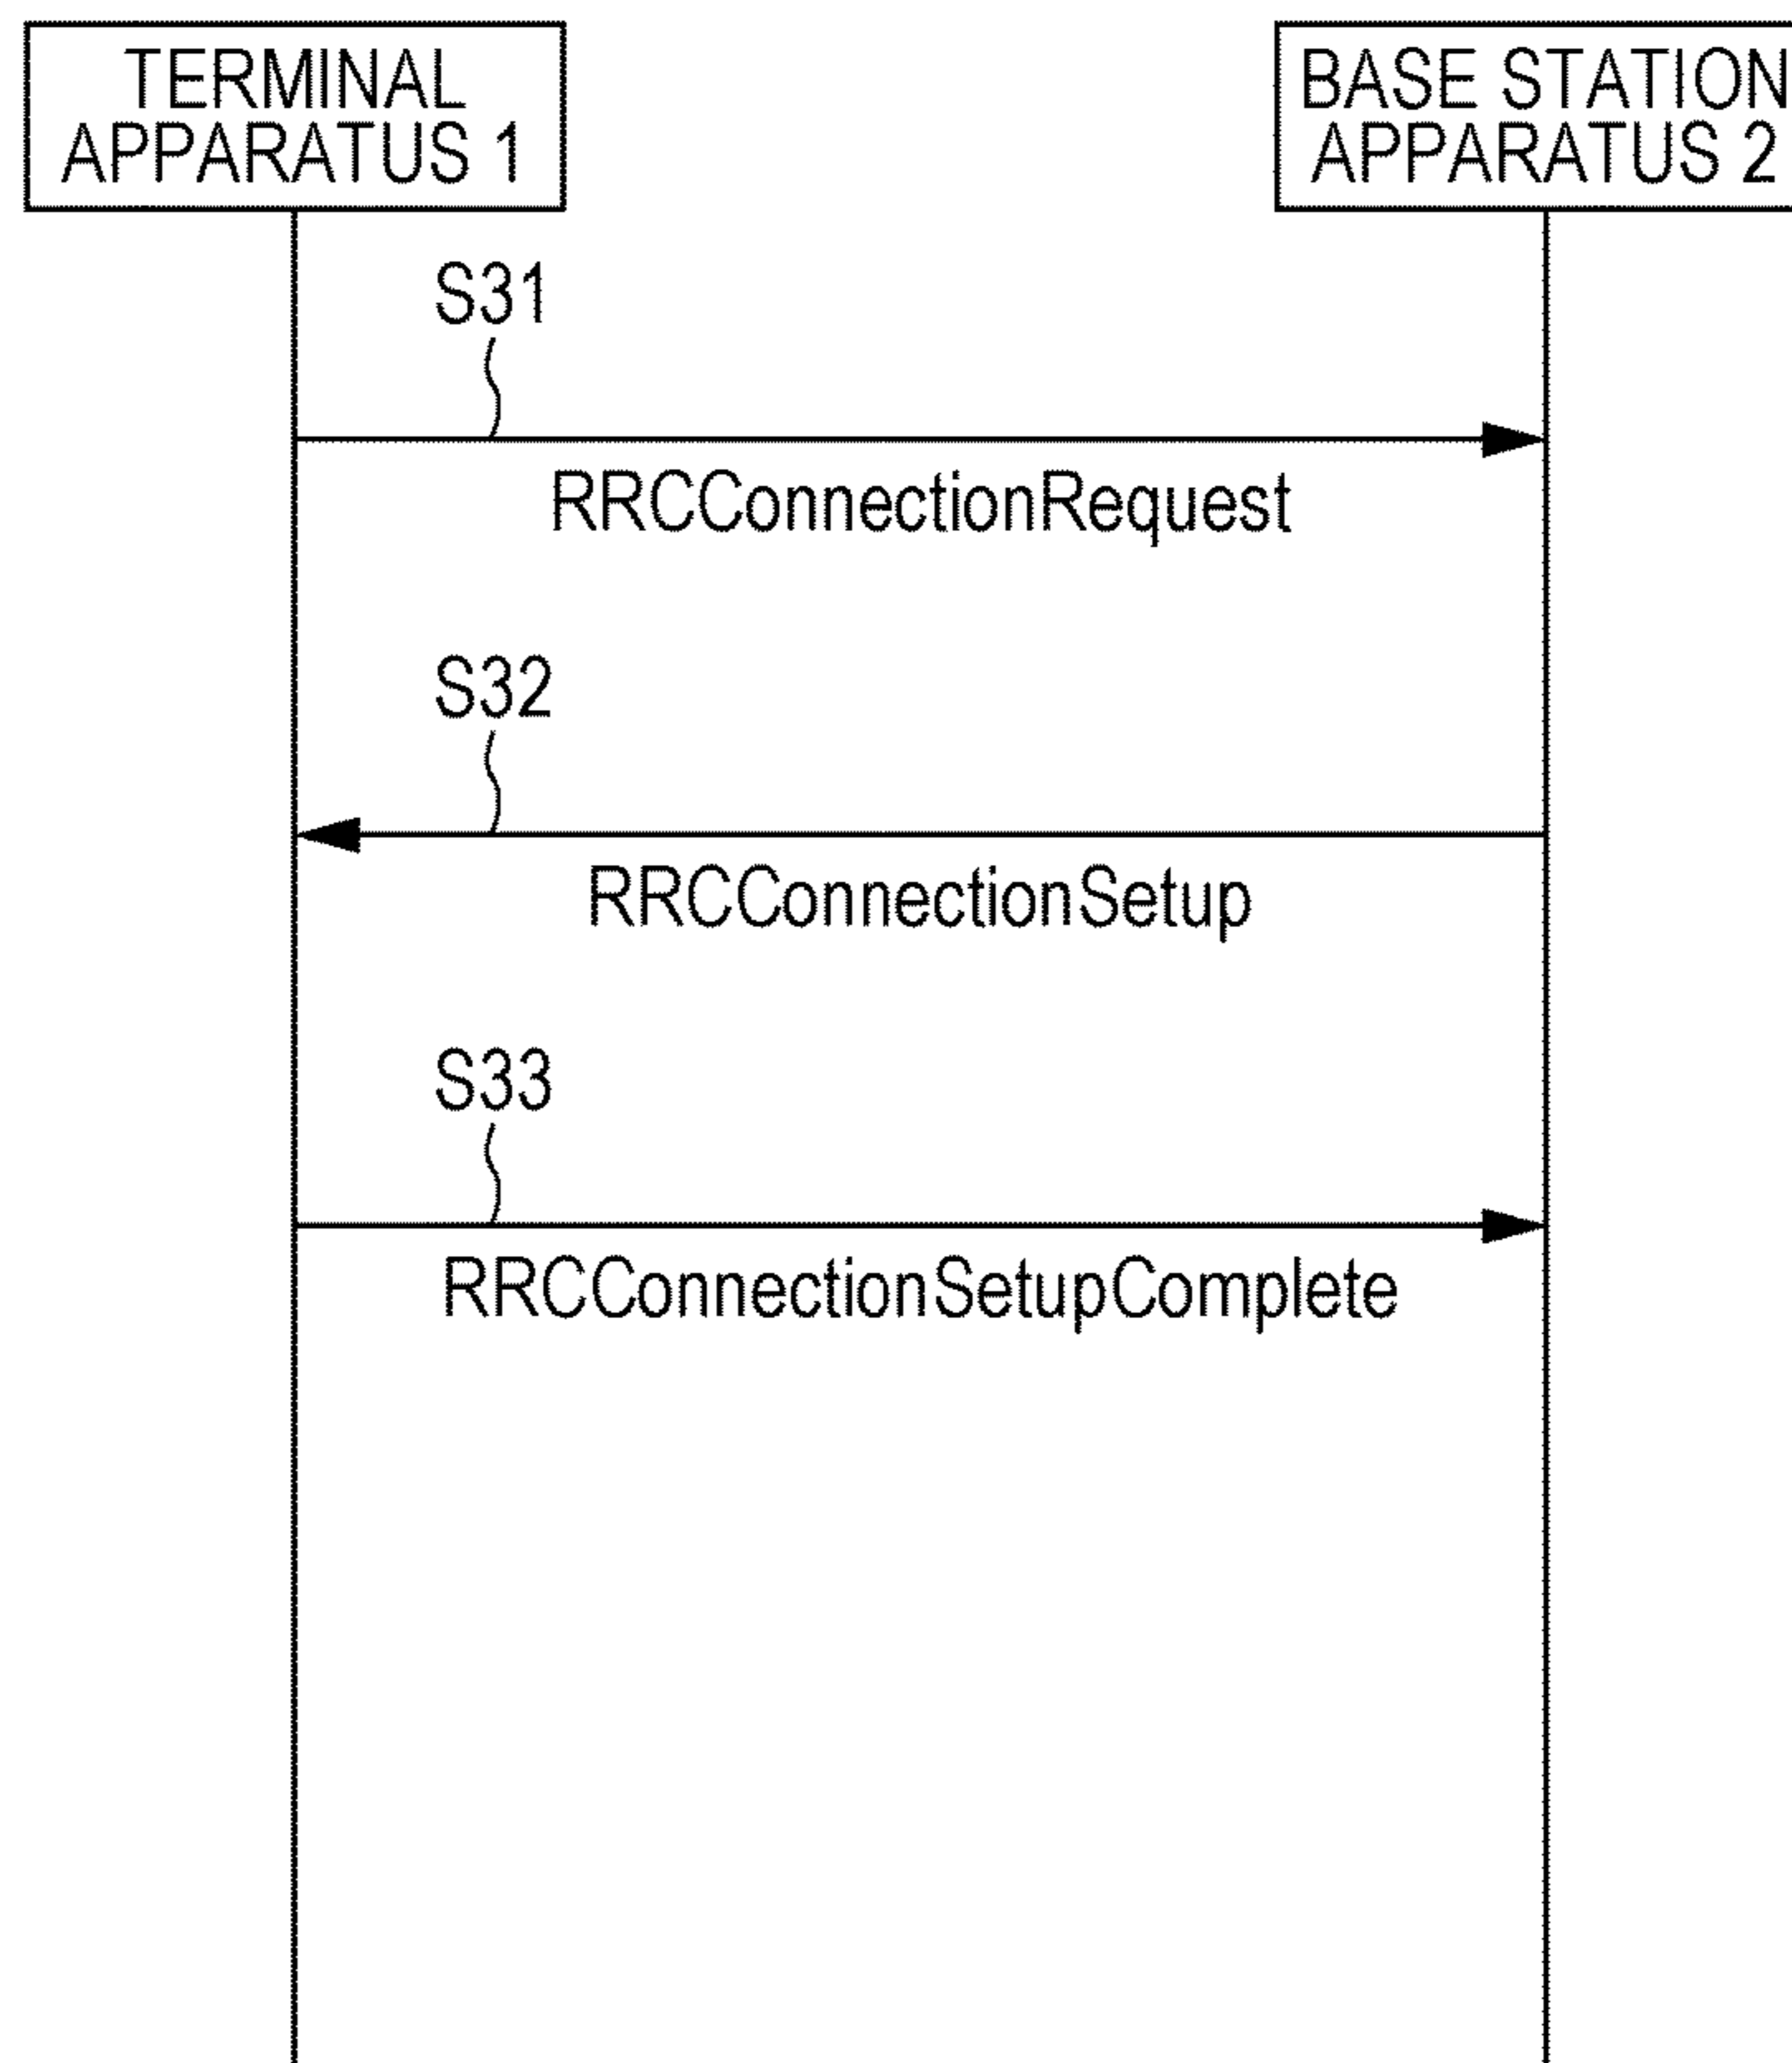 TERMINAL
APPARATUS 1
BASE STATION
APPARATUS 2
S31
RRCConnectionRequest
S32
RRCConnectionSetup
S33
RRCConnectionSetupComplete